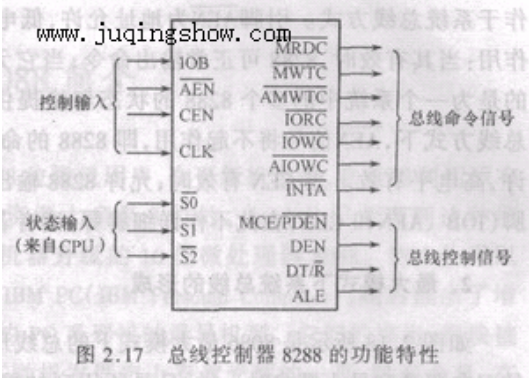 www.juqingshow.com
IOB
AEN
CEN
CLK
控制输入
S0
S1
S2
状态输入
(来自CPU)
MRDC
MWTC
AMWTC
IORC
IOWC
AIOWC
INTA
总线命令信号
MCE/PDEN
DEN
DT/R
ALE
总线控制信号
图 2.17 总线控制器 8288 的功能特性